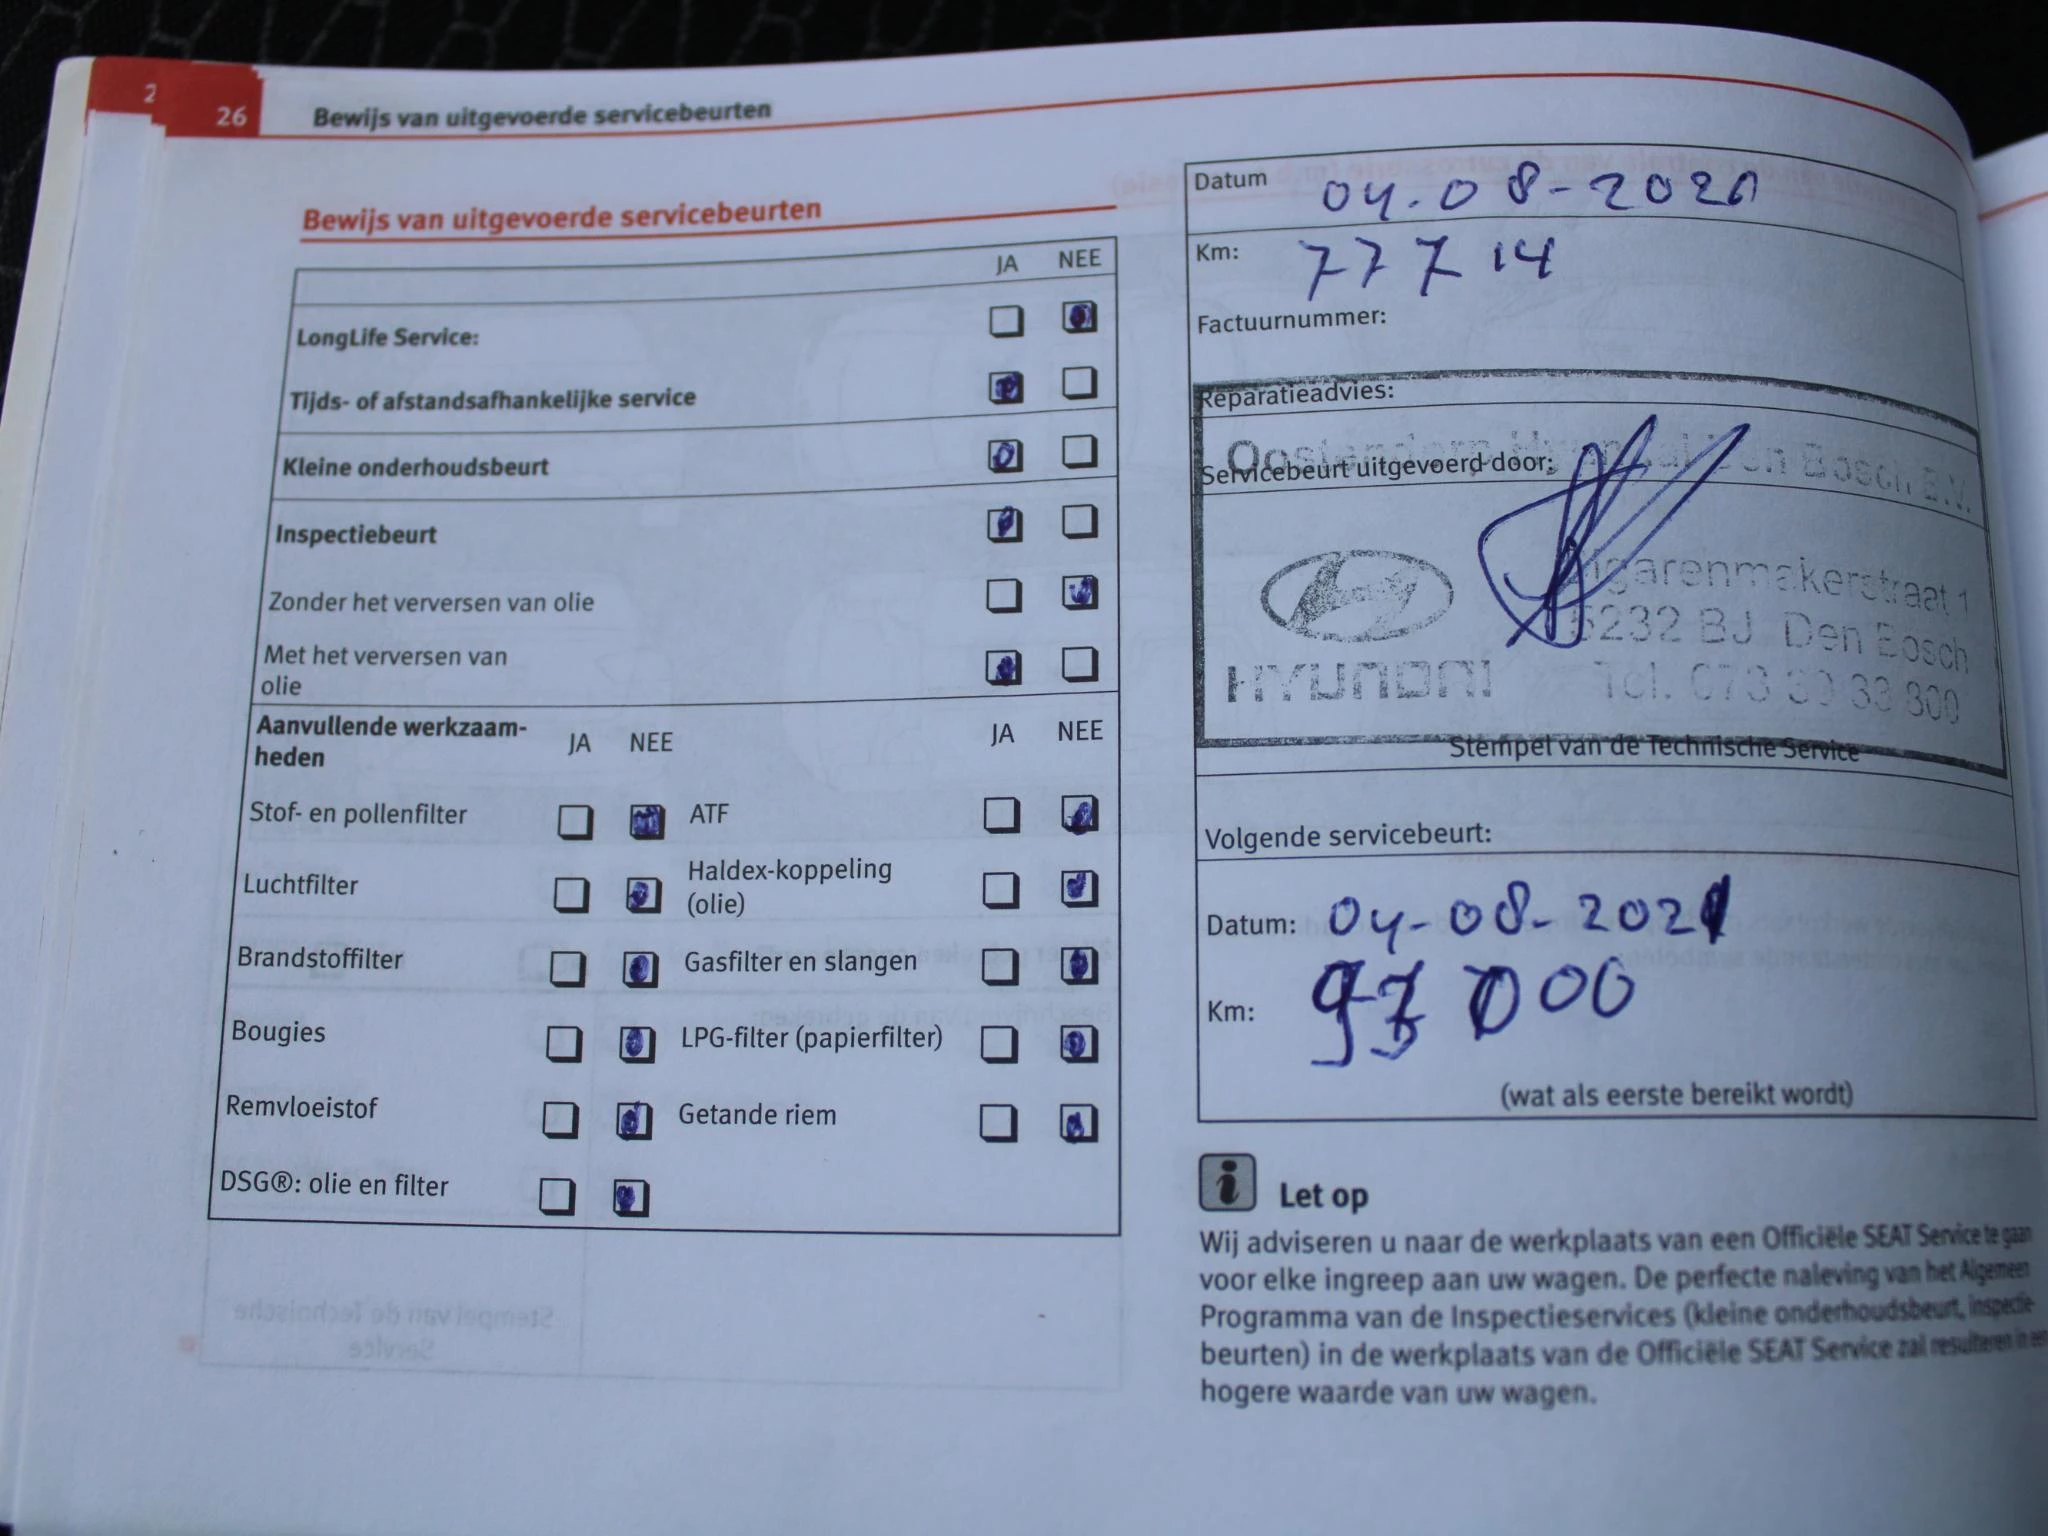 26
Bewijs van uitgevoerde servicebeurten
Bewijs van uitgevoerde servicebeurten
JA NEE
LongLife Service:
Tijds- of afstandsafhankelijke service
Kleine onderhoudsbeurt
Inspectiebeurt
Zonder het verversen van olie
Met het verversen van
olie
Aanvullende werkzaam-
heden
JA NEE JA NEE
Stof- en pollenfilter ATF
Luchtfilter Haldex-koppeling
(olie)
Brandstoffilter Gasfilter en slangen
Bougies LPG-filter (papierfilter)
Remvloeistof Getande riem
DSG®: olie en filter
Datum 04-08-2020
Km: 77714
Factuurnummer:
Reparatieadvies:
Oostendorp Hyundai Den Bosch B.V.
Servicebeurt uitgevoerd door:
Sigarenmakerstraat 1
5232 BJ Den Bosch
HYUNDAI
Stempel van de Technische Service
Volgende servicebeurt:
Datum: 04-08-2021
Km:
(wat als eerste bereikt wordt)
i Let op
Wij adviseren u naar de werkplaats van een Officiële SEAT Service te gaan
voor elke ingreep aan uw wagen. De perfecte naleving van het Algemeen
Programma van de Inspectieservices (kleine onderhoudsbeurt, inspectie-
beurten) in de werkplaats van de Officiële SEAT Service zal resulteren in een
hogere waarde van uw wagen.